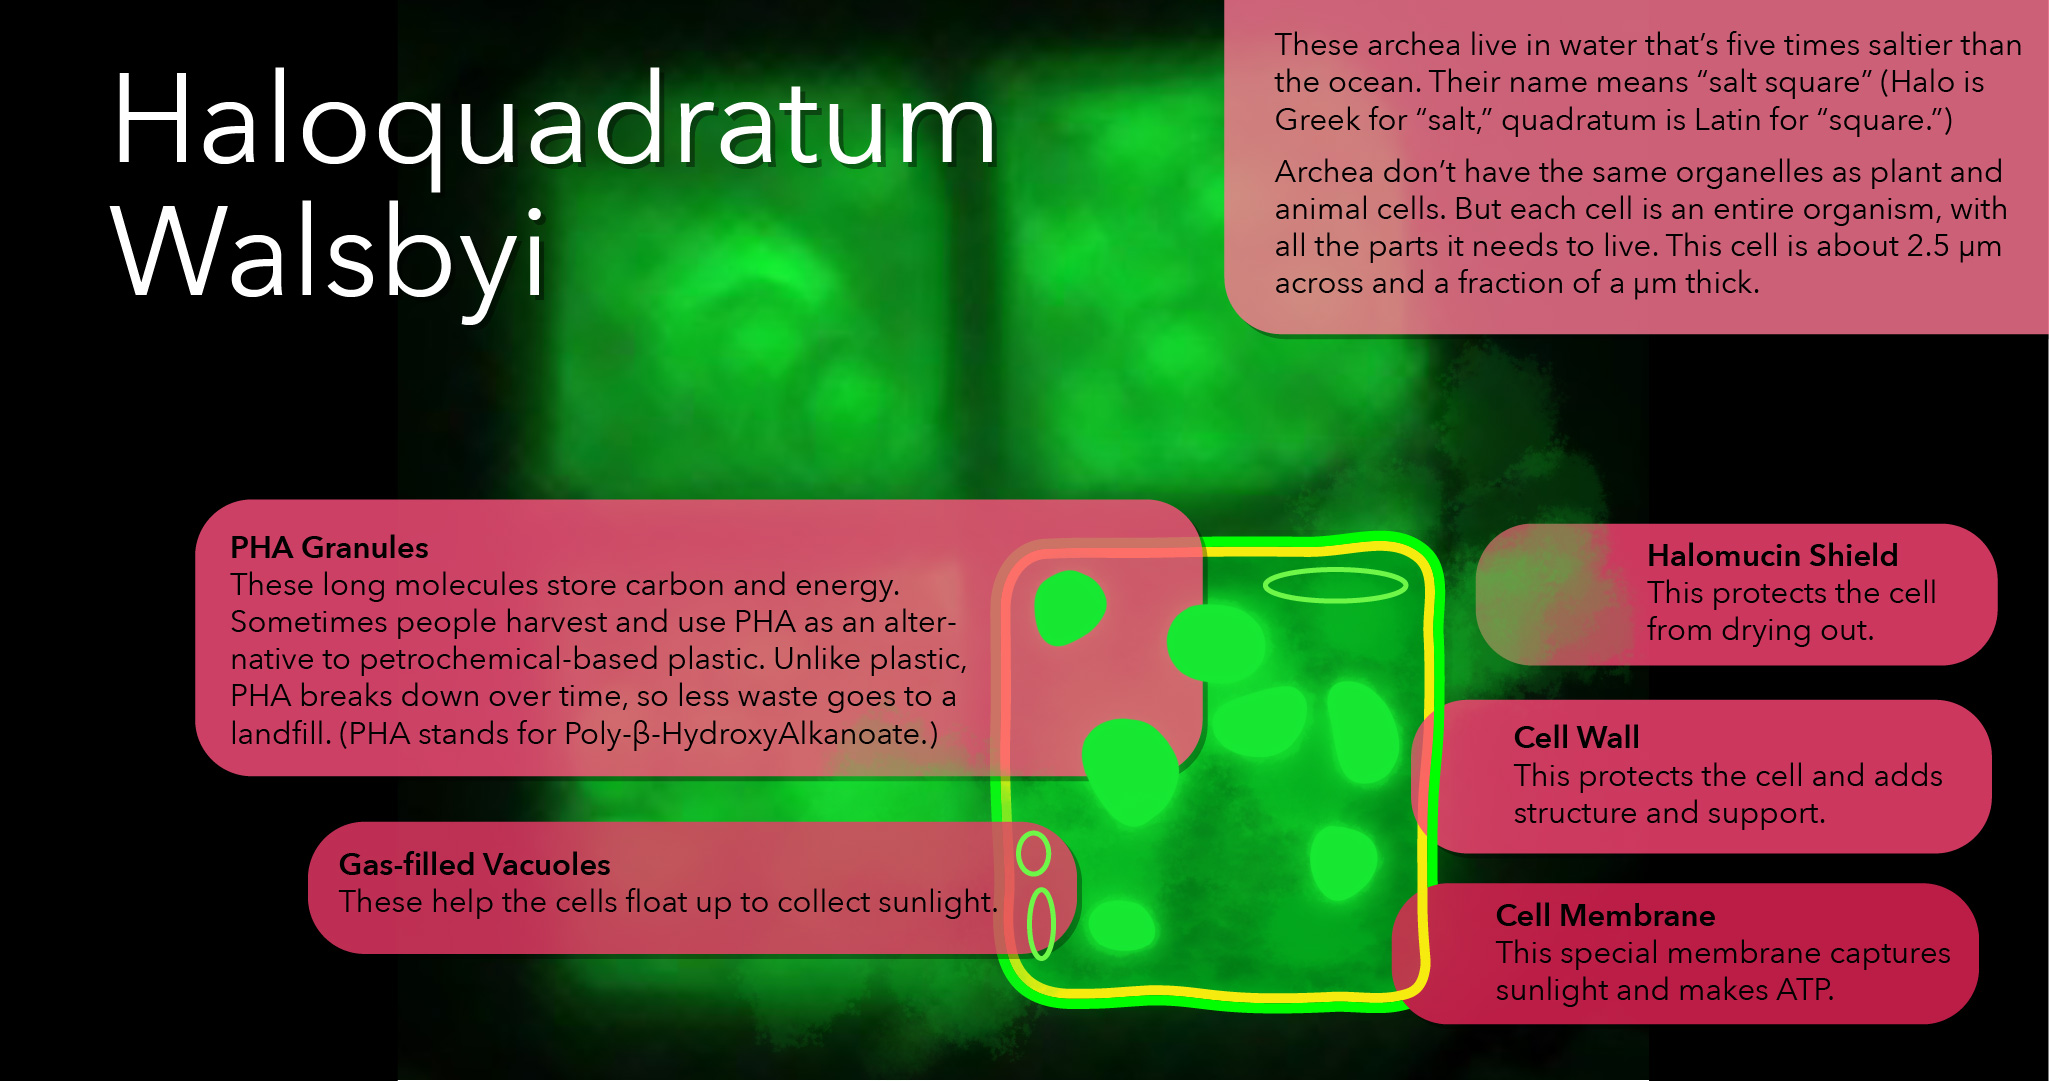 Haloquadratum
Walsbyi
These archea live in water that’s five times saltier than
the ocean. Their name means “salt square” (Halo is
Greek for “salt,” quadratum is Latin for “square.”)
Archea don’t have the same organelles as plant and
animal cells. But each cell is an entire organism, with
all the parts it needs to live. This cell is about 2.5 µm
across and a fraction of a µm thick.
PHA Granules
These long molecules store carbon and energy.
Sometimes people harvest and use PHA as an alter-
native to petrochemical-based plastic. Unlike plastic,
PHA breaks down over time, so less waste goes to a
landfill. (PHA stands for Poly-β-HydroxyAlkanoate.)
Gas-filled Vacuoles
These help the cells float up to collect sunlight.
Halomucin Shield
This protects the cell
from drying out.
Cell Wall
This protects the cell and adds
structure and support.
Cell Membrane
This special membrane captures
sunlight and makes ATP.